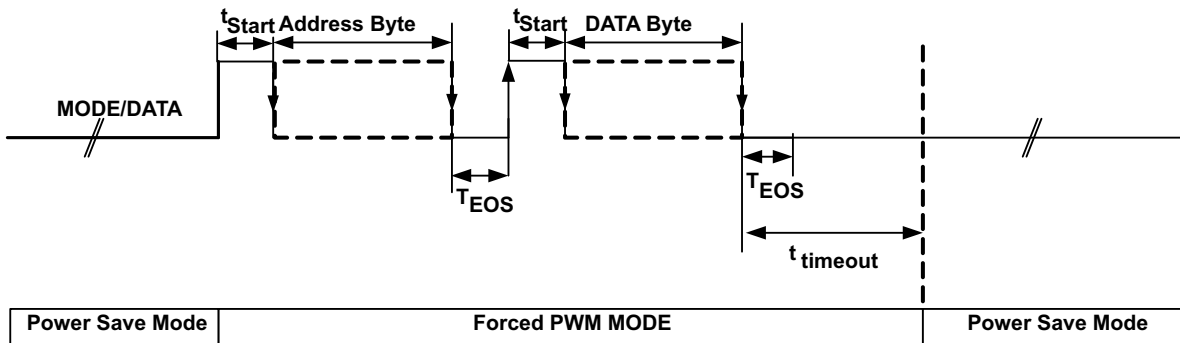 tStart Address Byte
tStart DATA Byte
MODE/DATA
TEOS
TEOS
t timeout
Power Save Mode
Forced PWM MODE
Power Save Mode